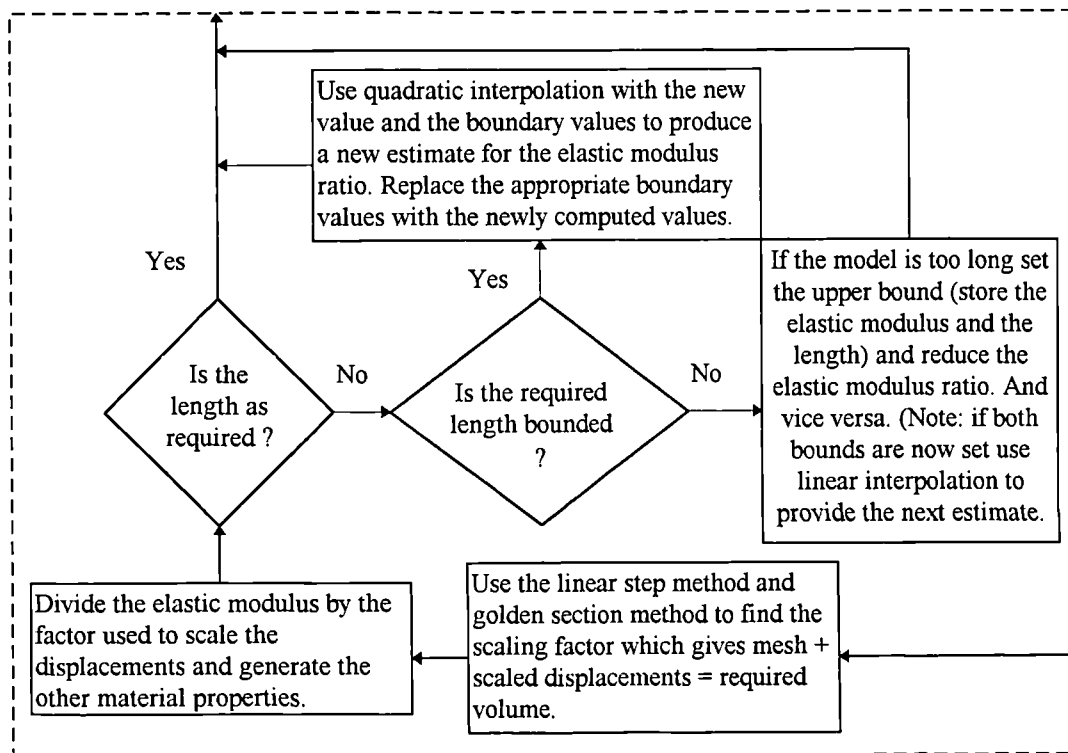 Use quadratic interpolation with the new
value and the boundary values to produce
a new estimate for the elastic modulus
ratio. Replace the appropriate boundary
values with the newly computed values.
Yes
Yes
If the model is too long set
the upper bound (store the
elastic modulus and the
length) and reduce the
elastic modulus ratio. And
vice versa. (Note: if both
bounds are now set use
linear interpolation to
provide the next estimate.
Is the
length as
required ?
No
Is the required
length bounded
?
No
Divide the elastic modulus by the
factor used to scale the
displacements and generate the
other material properties.
Use the linear step method and
golden section method to find the
scaling factor which gives mesh +
scaled displacements = required
volume.